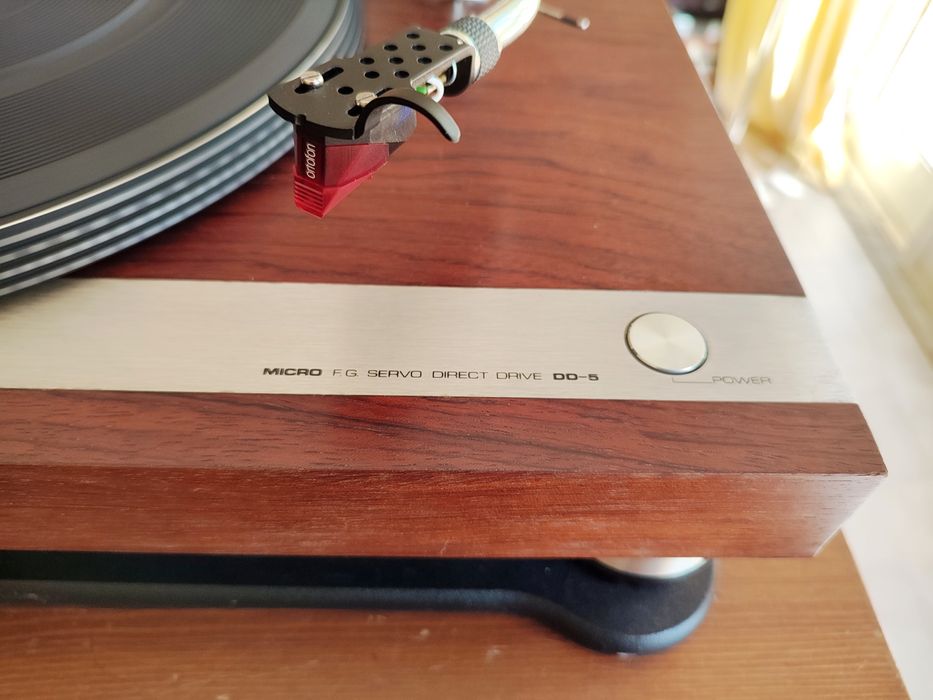 ortofon
MICRO F.G. SERVO DIRECT DRIVE DD-5
POWER